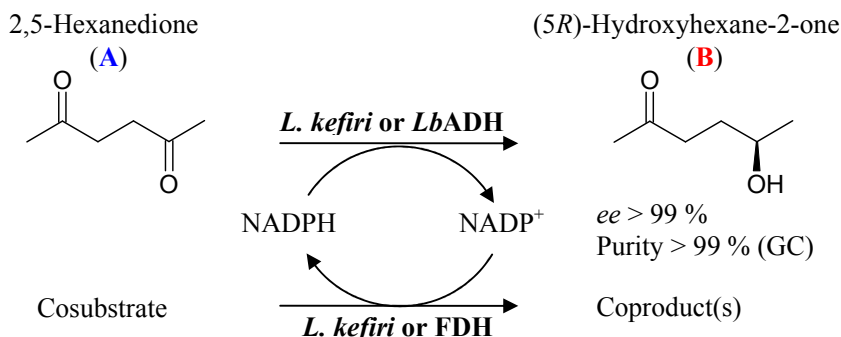 2,5-Hexanedione
(A)
(5R)-Hydroxyhexane-2-one
(B)
O
O
L. kefiri or LbADH
O
OH
NADPH
NADP+
ee > 99 %
Purity > 99 % (GC)
Cosubstrate
L. kefiri or FDH
Coproduct(s)